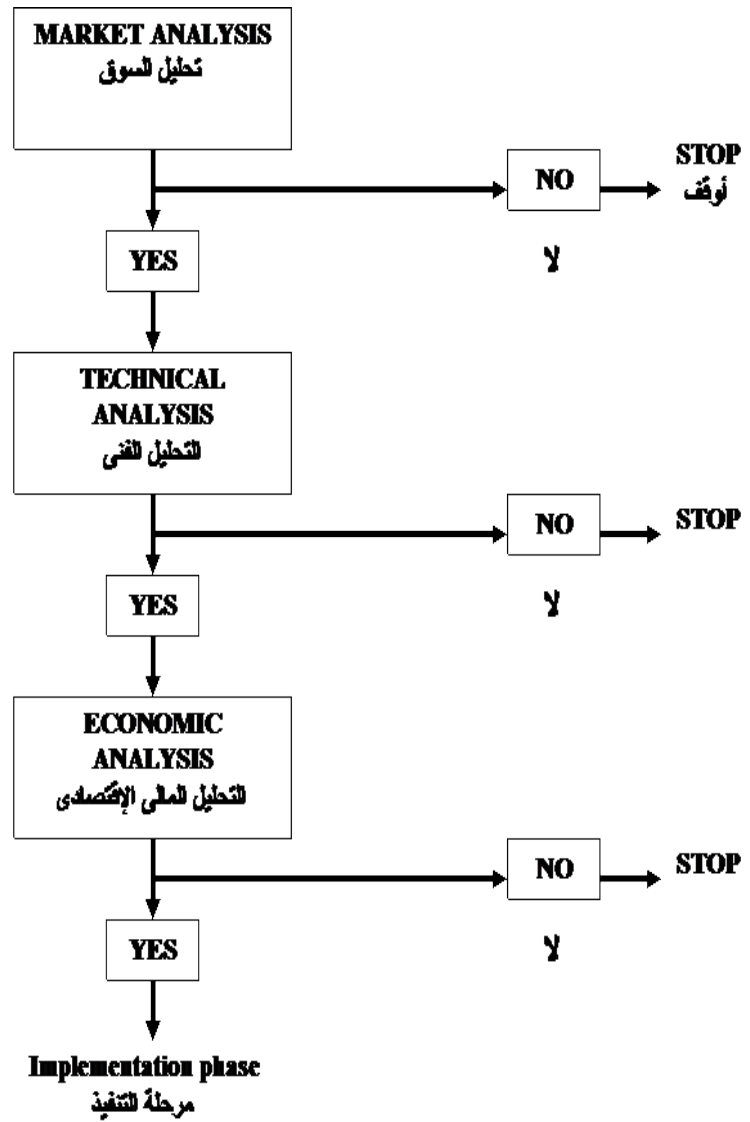 MARKET ANALYSIS
تحليل السوق
NO
STOP
أوقف
YES
لا
TECHNICAL
ANALYSIS
التحليل الفنى
NO
STOP
YES
لا
ECONOMIC
ANALYSIS
التحليل المالى الإقتصادى
NO
STOP
YES
لا
Implementation phase
مرحلة التنفيذ